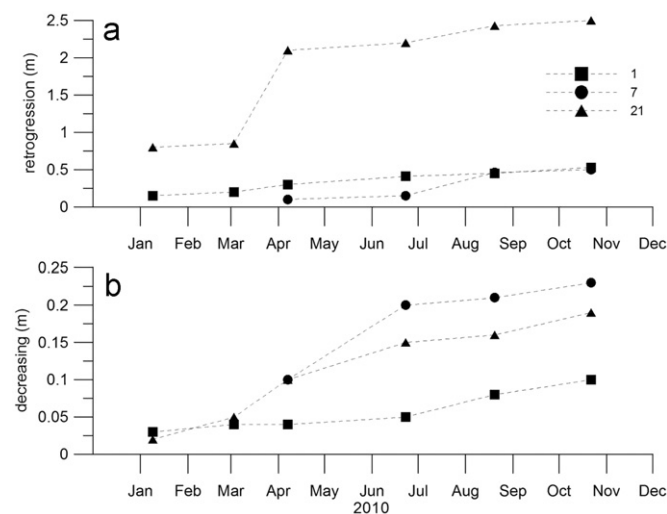 a
retrogression (m)
2.5
2
1.5
1
0.5
0
1
7
21
Jan Feb Mar Apr May Jun Jul Aug Sep Oct Nov Dec
b
decreasing (m)
0.25
0.2
0.15
0.1
0.05
0
Jan Feb Mar Apr May Jun Jul Aug Sep Oct Nov Dec
2010